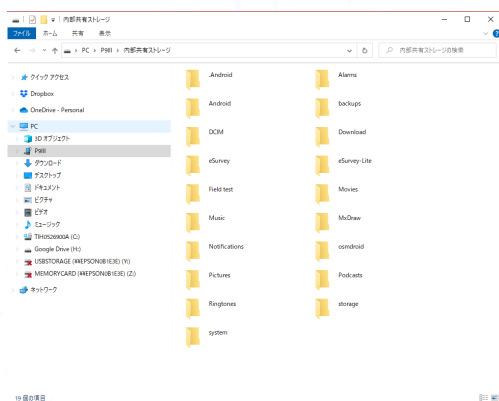 内部共有ストレージ
ファイル ホーム 共有 表示
PC › P9III › 内部共有ストレージ
内部共有ストレージの検索
クイック アクセス
Dropbox
OneDrive - Personal
PC
3D オブジェクト
P9III
ダウンロード
デスクトップ
ドキュメント
ピクチャ
ビデオ
ミュージック
TIH0526900A (C:)
Google Drive (H:)
USBSTORAGE (¥¥EPSON0B1E3E) (Y:)
MEMORYCARD (¥¥EPSON0B1E3E) (Z:)
ネットワーク
.Android
Alarms
Android
backups
DCIM
Download
eSurvey
eSurvey-Lite
Field test
Movies
Music
MxDraw
Notifications
osmdroid
Pictures
Podcasts
Ringtones
storage
system
19 個の項目